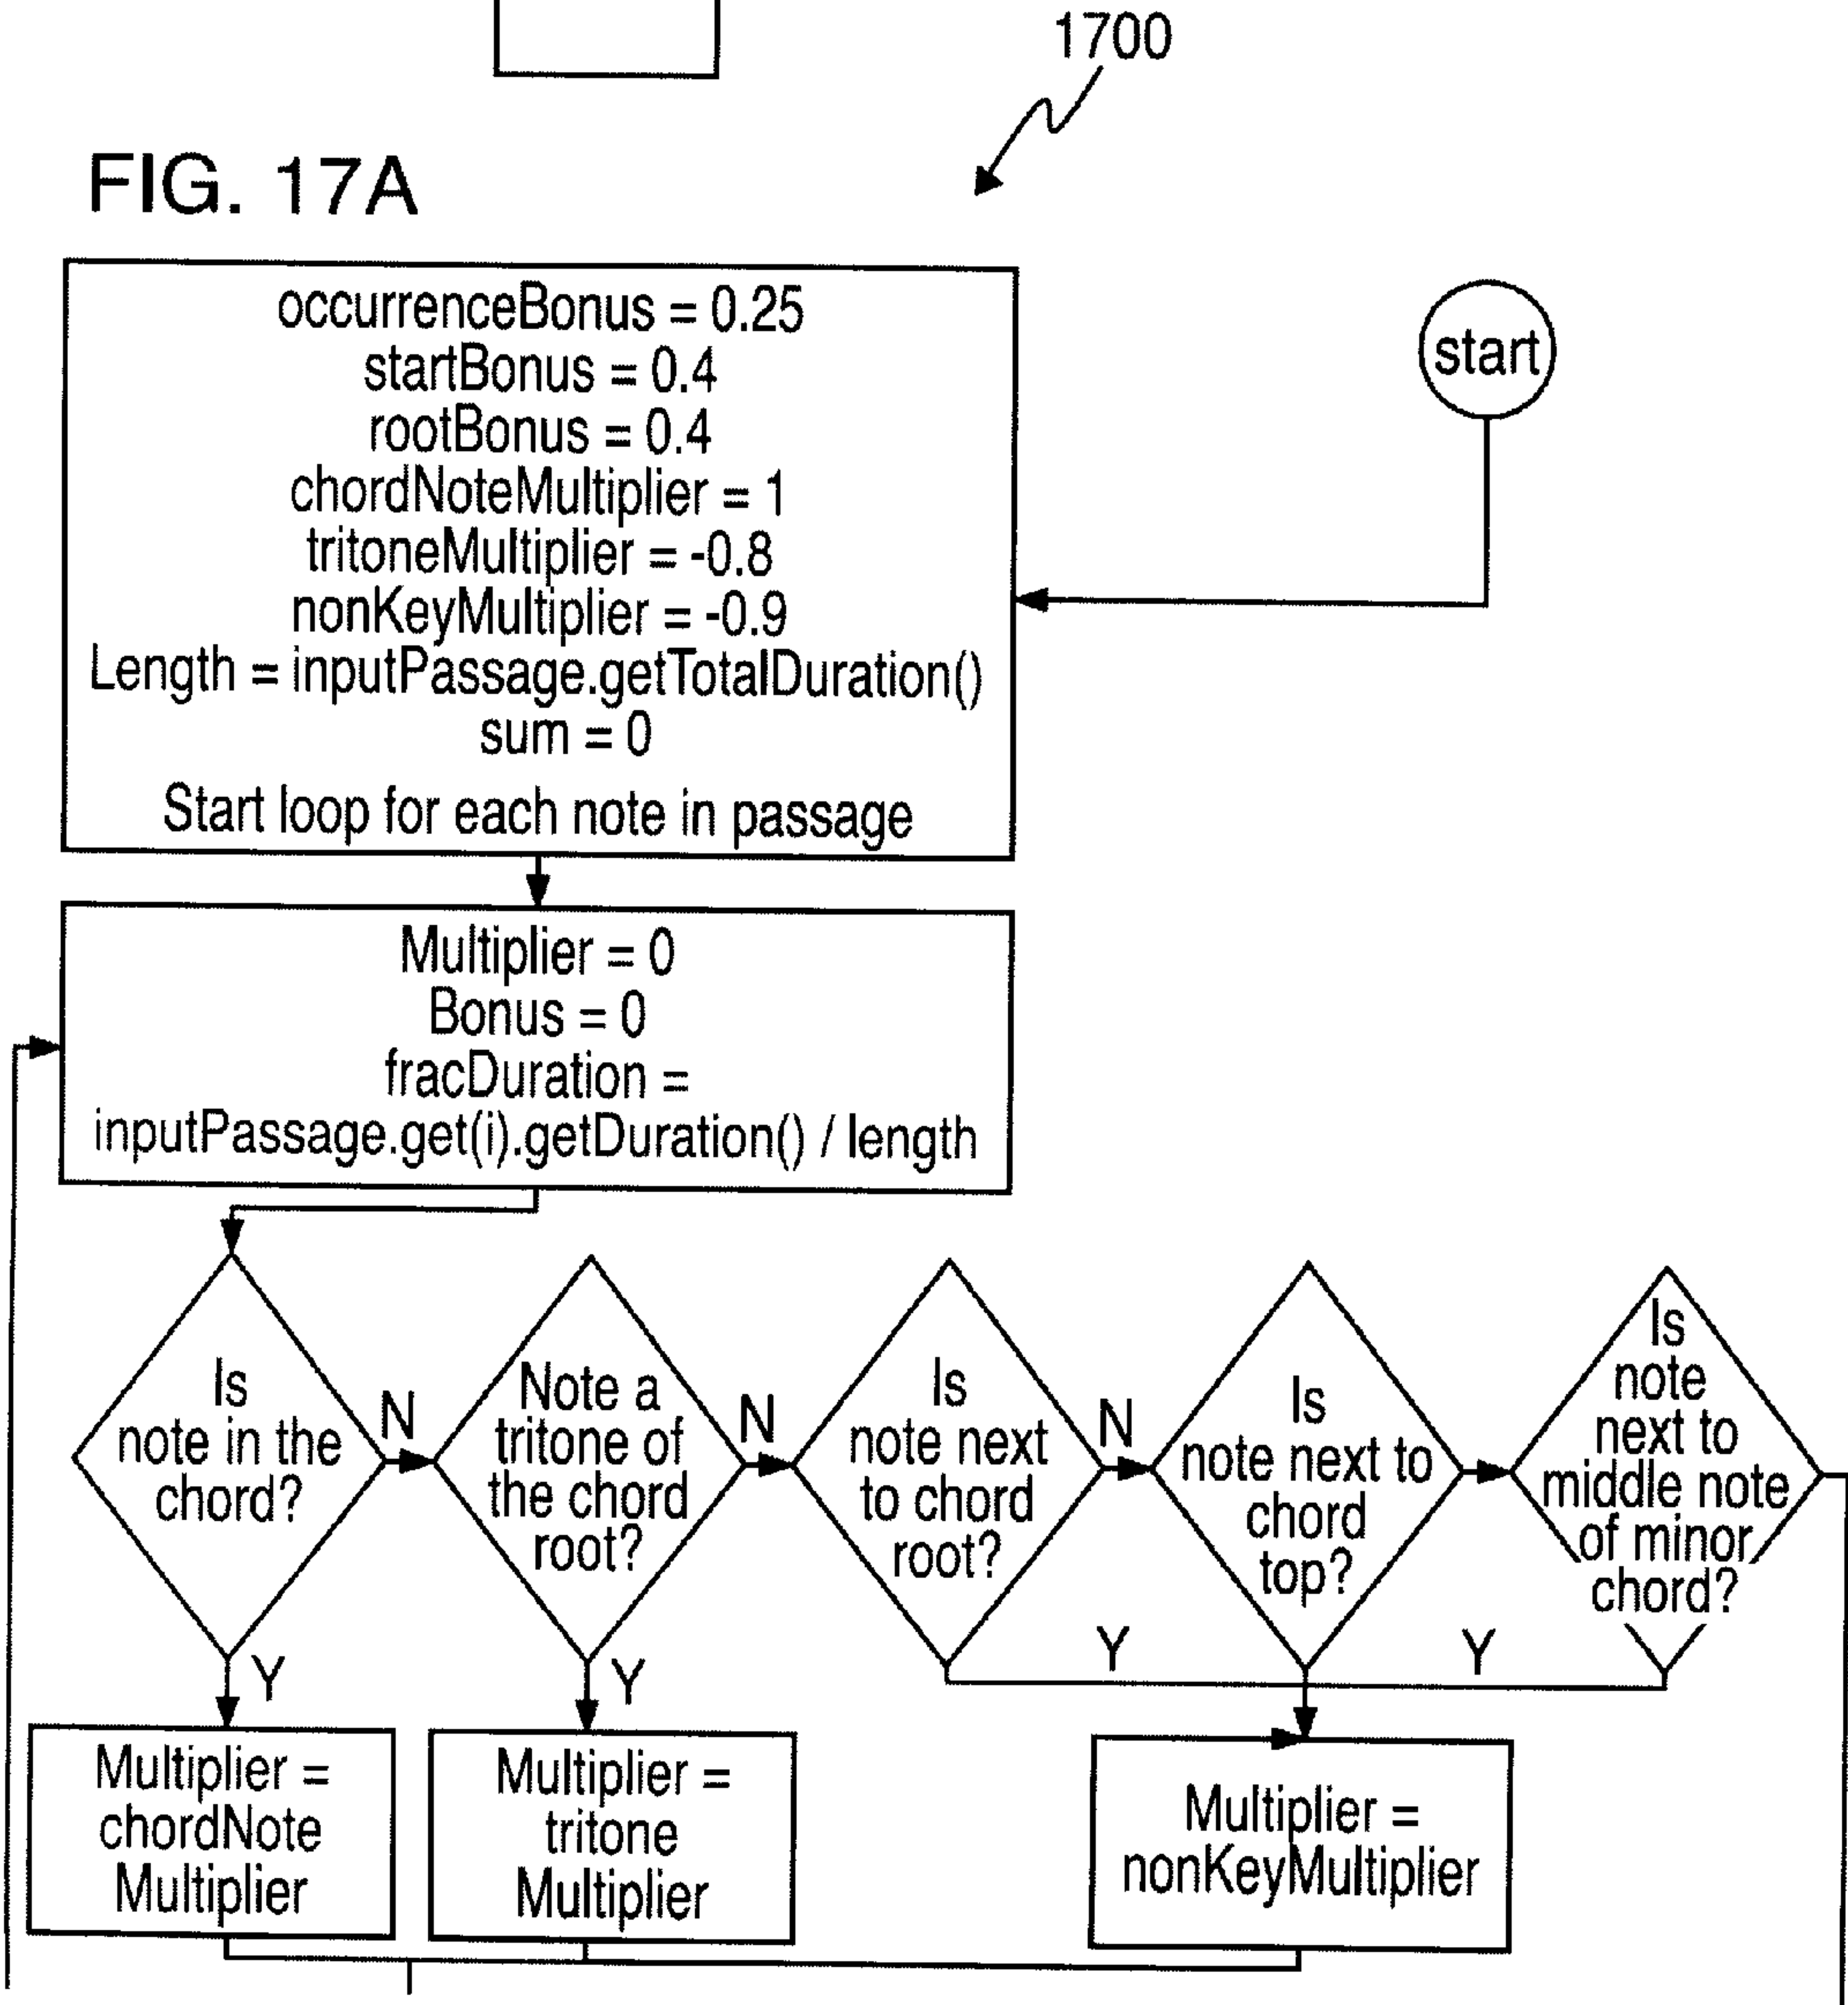 1700
FIG. 17A
occurrenceBonus = 0.25
startBonus = 0.4
rootBonus = 0.4
chordNoteMultiplier = 1
tritoneMultiplier = -0.8
nonKeyMultiplier = -0.9
Length = inputPassage.getTotalDuration()
sum = 0
Start loop for each note in passage
start
Multiplier = 0
Bonus = 0
fracDuration =
inputPassage.get(i).getDuration() / length
Is
note in the
chord?
N
Note a
tritone of
the chord
root?
N
Is
note next
to chord
root?
N
Is
note next to
chord
top?
Is
note
next to
middle note
of minor
chord?
Y
Y
Y
Y
Multiplier =
chordNote
Multiplier
Multiplier =
tritone
Multiplier
Multiplier =
nonKeyMultiplier